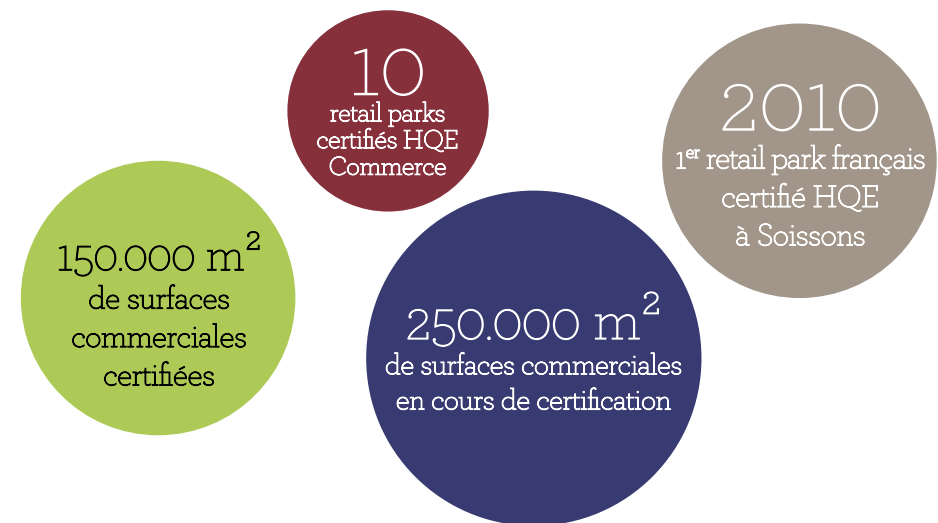 10
retail parks
certifiés HQE
Commerce
2010
1er retail park français
certifié HQE
à Soissons
150.000 m²
de surfaces
commerciales
certifiées
250.000 m²
de surfaces commerciales
en cours de certification